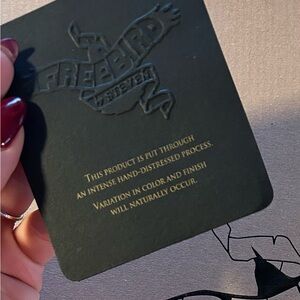 FREEBIRD
by STEVEN
THIS PRODUCT IS PUT THROUGH
AN INTENSE HAND-DISTRESSED PROCESS.
VARIATION IN COLOR AND FINISH
WILL NATURALLY OCCUR.